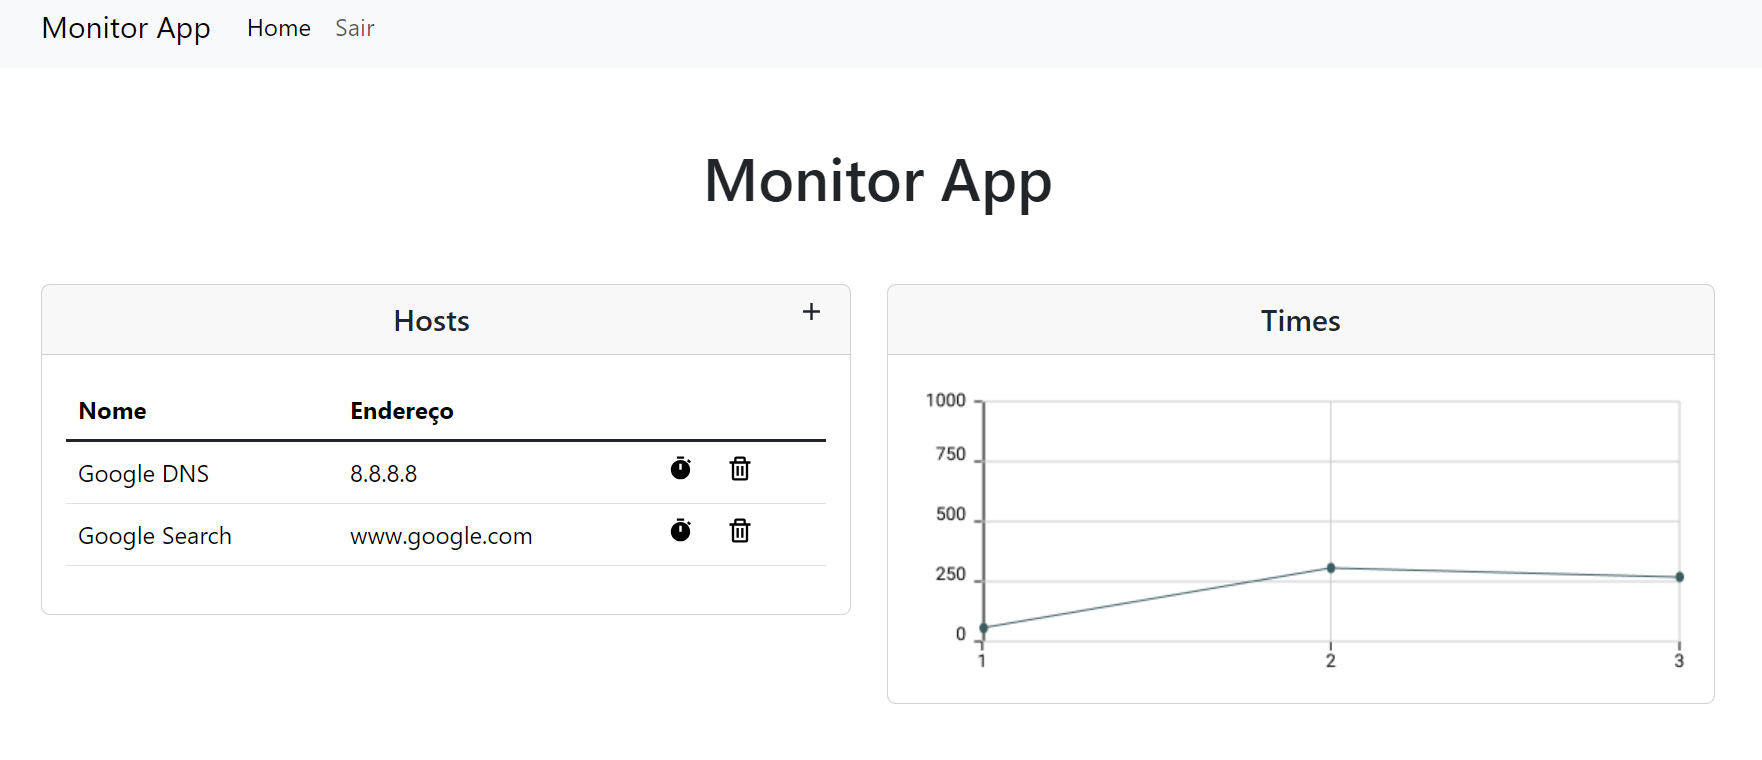 Monitor App Home Sair
Monitor App
Hosts +
Nome Endereço
Google DNS 8.8.8.8
Google Search www.google.com
Times
1000
750
500
250
0
1 2 3